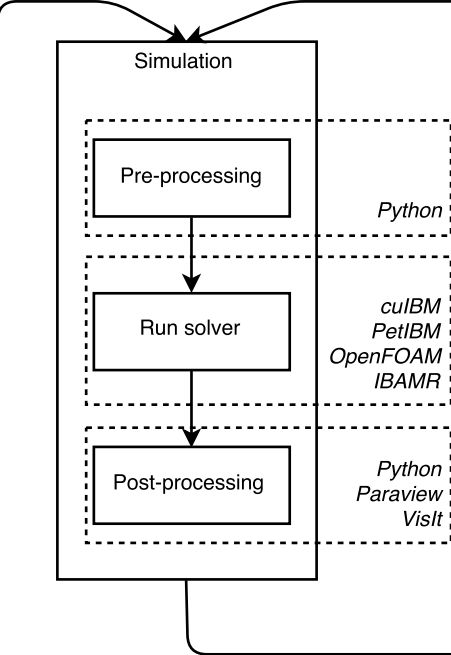 Simulation
Pre-processing
Python
Run solver
cuIBM
PetIBM
OpenFOAM
IBAMR
Post-processing
Python
Paraview
VisIt